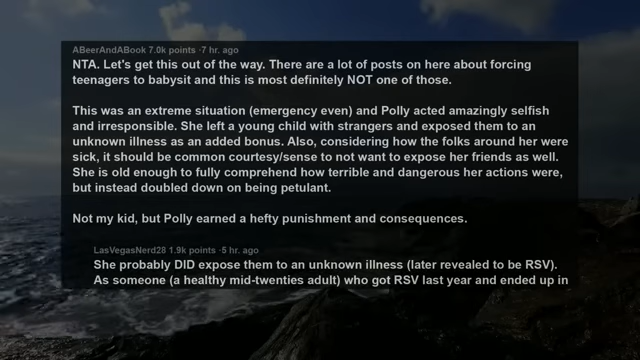 ABeerAndABook 7.0k points ·7 hr. ago
NTA. Let's get this out of the way. There are a lot of posts on here about forcing
teenagers to babysit and this is most definitely NOT one of those.
This was an extreme situation (emergency even) and Polly acted amazingly selfish
and irresponsible. She left a young child with strangers and exposed them to an
unknown illness as an added bonus. Also, considering how the folks around her were
sick, it should be common courtesy/sense to not want to expose her friends as well.
She is old enough to fully comprehend how terrible and dangerous her actions were,
but instead doubled down on being petulant.
Not my kid, but Polly earned a hefty punishment and consequences.
LasVegasNerd28 1.9k points ·5 hr. ago
She probably DID expose them to an unknown illness (later revealed to be RSV).
As someone (a healthy mid-twenties adult) who got RSV last year and ended up in